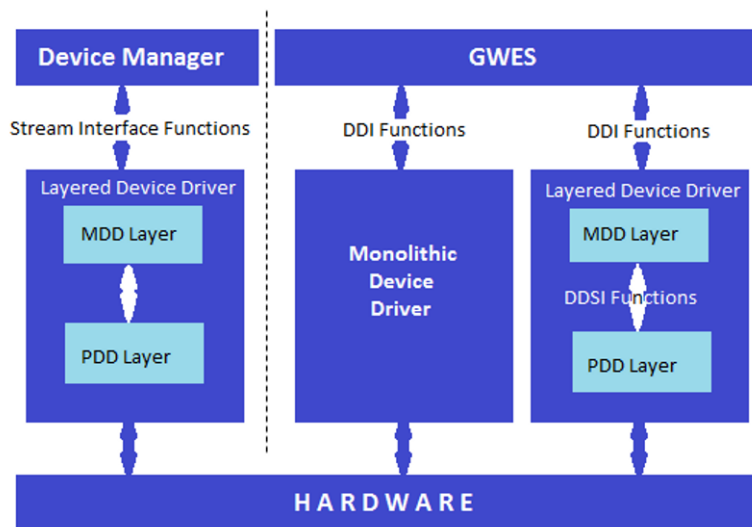 Device Manager
GWES
Stream Interface Functions
DDI Functions
DDI Functions
Layered Device Driver
MDD Layer
PDD Layer
Monolithic
Device
Driver
Layered Device Driver
MDD Layer
DDSI Functions
PDD Layer
HARDWARE